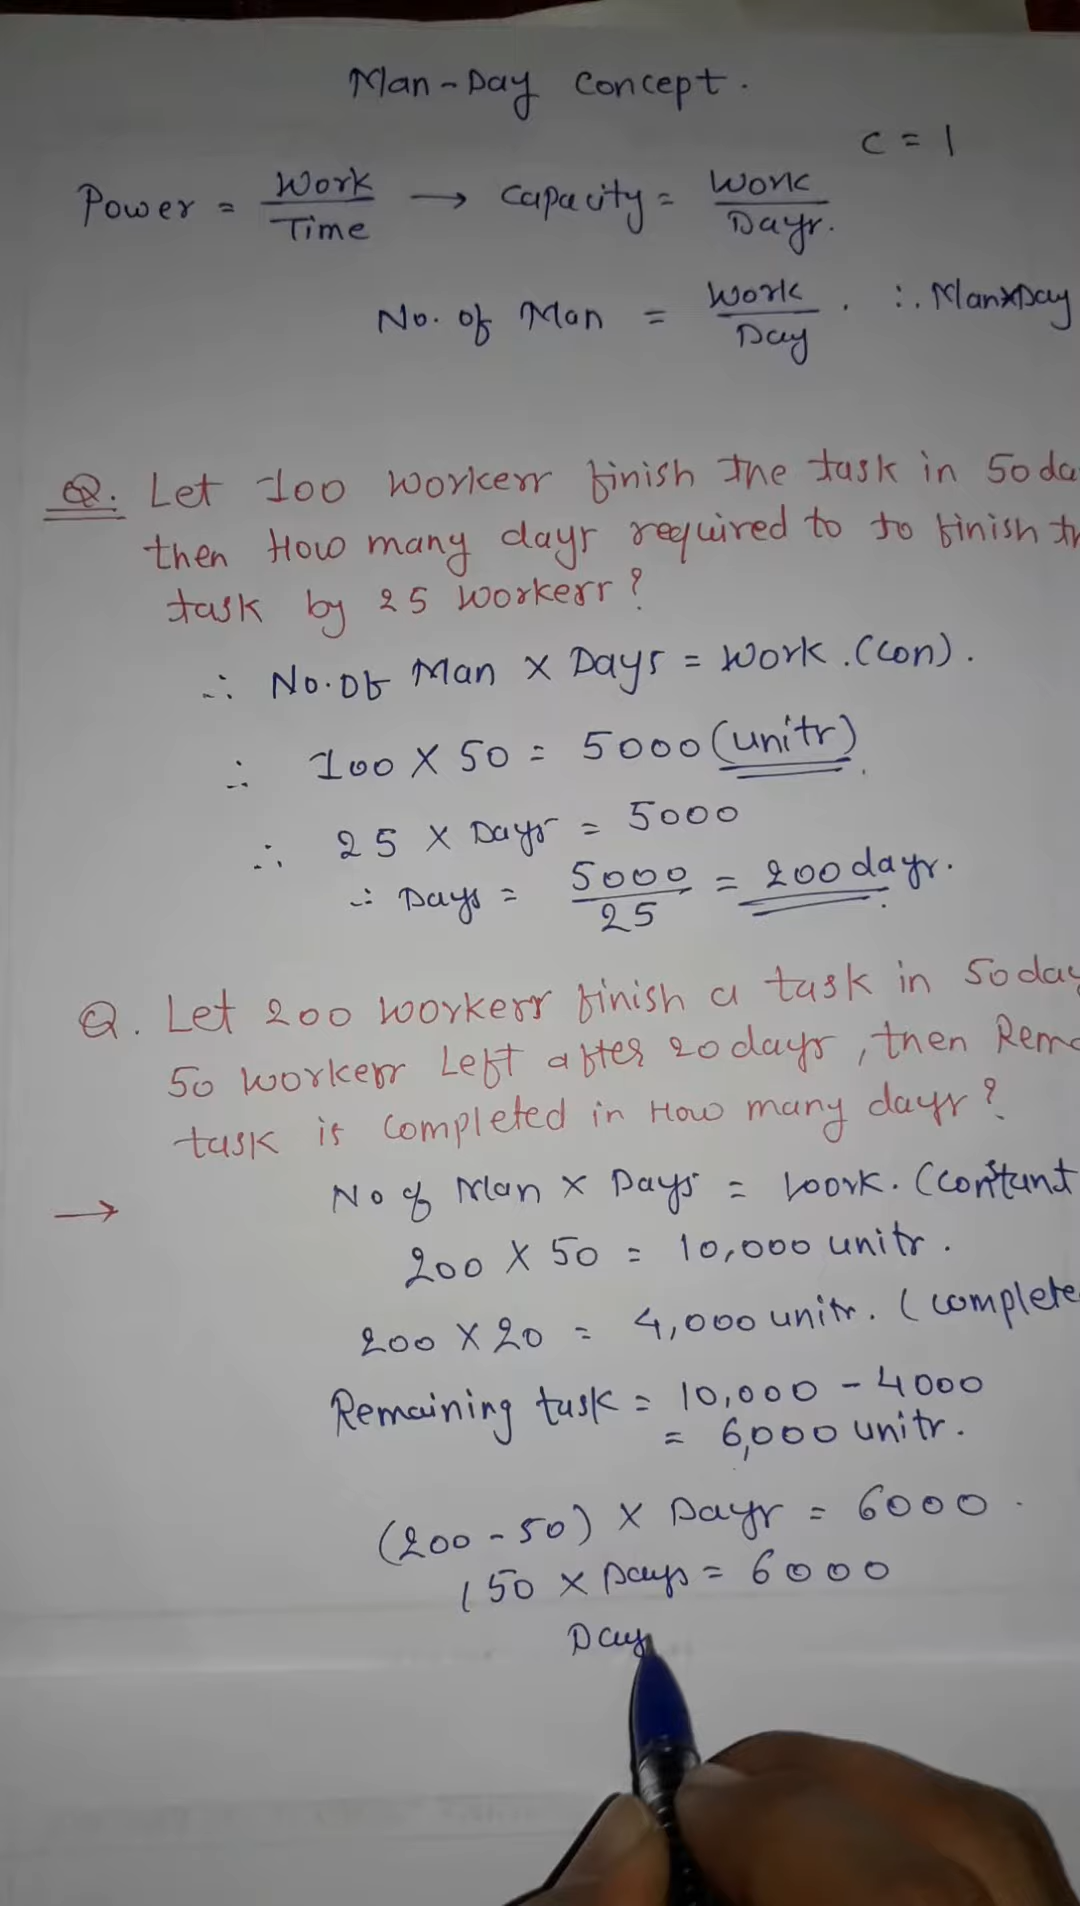 Man-Day Concept.
C = 1
Power = Work/Time → Capacity = Work/Days.
No. of Man = Work/Day. ∴ Man×Day
Q. Let 100 workers finish the task in 50 da
then How many days required to to finish th
task by 25 workers?
∴ No. of Man × Days = Work. (con).
∴ 100 × 50 = 5000 (units).
∴ 25 × Days = 5000
∴ Days = 5000/25 = 200 days.
Q. Let 200 workers finish a task in 50 day
50 workers Left after 20 days, then Rema
task is completed in How many days?
→ No of Man × Days = Work. (constant
200 × 50 = 10,000 units.
200 × 20 = 4,000 units. (complete
Remaining task = 10,000 - 4000
= 6,000 units.
(200 - 50) × Days = 6000.
150 × Days = 6000
Day